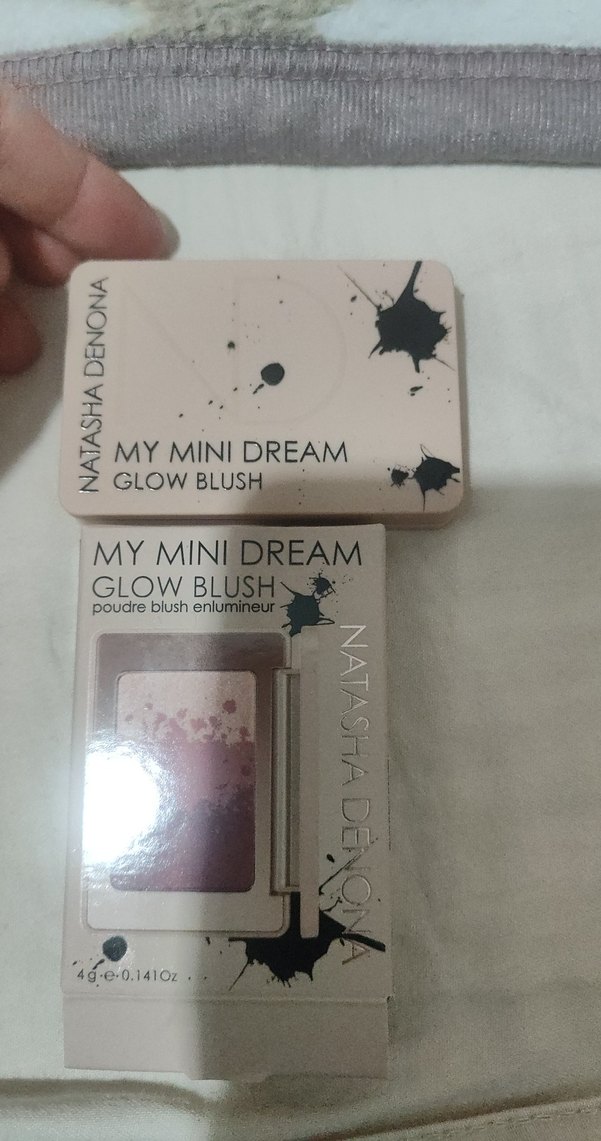 NATASHA DENONA
MY MINI DREAM
GLOW BLUSH
MY MINI DREAM
GLOW BLUSH
poudre blush enlumineur
NATASHA DENONA
4g·e·0.141Oz